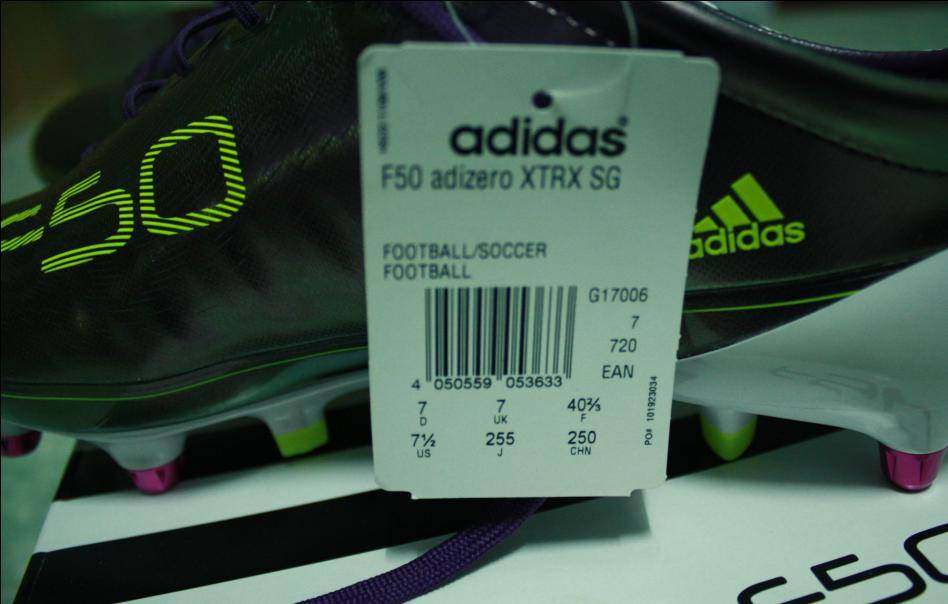 F50
adidas
F50 adizero XTRX SG
FOOTBALL/SOCCER
FOOTBALL
G17006
7
720
EAN
4 050559 053633
7 7 40⅔
D UK F
7½ 255 250
US J CHN
PO# 101923034
adidas
F50